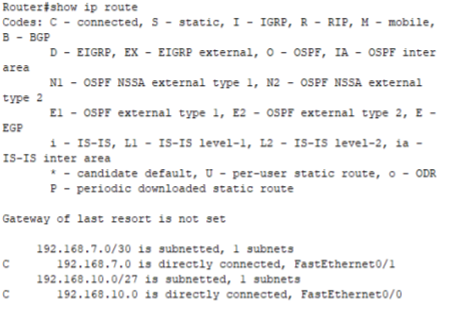 Router#show ip route
Codes: C - connected, S - static, I - IGRP, R - RIP, M - mobile,
B - BGP
       D - EIGRP, EX - EIGRP external, O - OSPF, IA - OSPF inter
area
       N1 - OSPF NSSA external type 1, N2 - OSPF NSSA external
type 2
       E1 - OSPF external type 1, E2 - OSPF external type 2, E -
EGP
       i - IS-IS, L1 - IS-IS level-1, L2 - IS-IS level-2, ia -
IS-IS inter area
       * - candidate default, U - per-user static route, o - ODR
       P - periodic downloaded static route
Gateway of last resort is not set
     192.168.7.0/30 is subnetted, 1 subnets
C       192.168.7.0 is directly connected, FastEthernet0/1
     192.168.10.0/27 is subnetted, 1 subnets
C       192.168.10.0 is directly connected, FastEthernet0/0